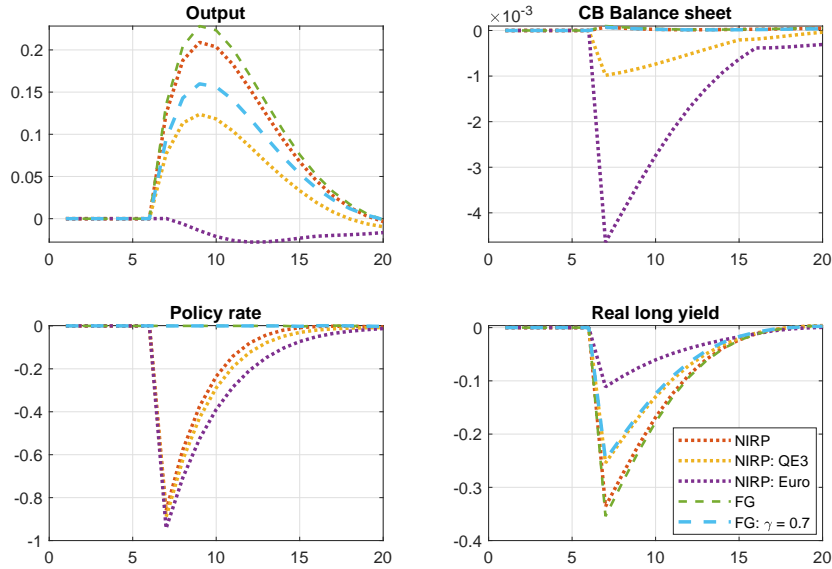 Output
0.2
0.15
0.1
0.05
0
0 5 10 15 20
CB Balance sheet
×10⁻³
0
-1
-2
-3
-4
0 5 10 15 20
Policy rate
0
-0.2
-0.4
-0.6
-0.8
-1
0 5 10 15 20
Real long yield
0
-0.1
-0.2
-0.3
-0.4
0 5 10 15 20
NIRP
NIRP: QE3
NIRP: Euro
FG
FG: γ = 0.7